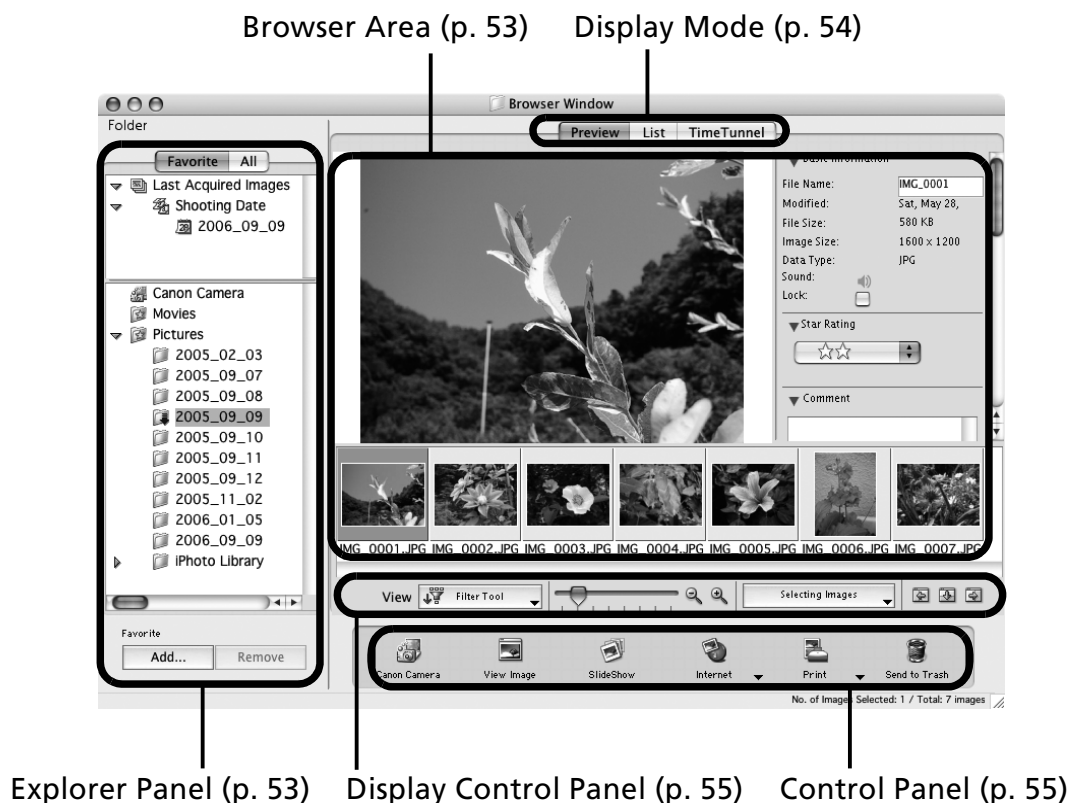 Browser Area (p. 53) Display Mode (p. 54)
Browser Window
Folder
Preview List TimeTunnel
Favorite All
Last Acquired Images
Shooting Date
2006_09_09
Canon Camera
Movies
Pictures
2005_02_03
2005_09_07
2005_09_08
2005_09_09
2005_09_10
2005_09_11
2005_09_12
2005_11_02
2006_01_05
2006_09_09
iPhoto Library
Favorite
Add... Remove
Basic Information
File Name: IMG_0001
Modified: Sat, May 28,
File Size: 580 KB
Image Size: 1600 x 1200
Data Type: JPG
Sound:
Lock:
Star Rating
Comment
IMG_0001.JPG IMG_0002.JPG IMG_0003.JPG IMG_0004.JPG IMG_0005.JPG IMG_0006.JPG IMG_0007.JPG
View Filter Tool Selecting Images
Canon Camera View Image SlideShow Internet Print Send to Trash
No. of Images Selected: 1 / Total: 7 images
Explorer Panel (p. 53) Display Control Panel (p. 55) Control Panel (p. 55)